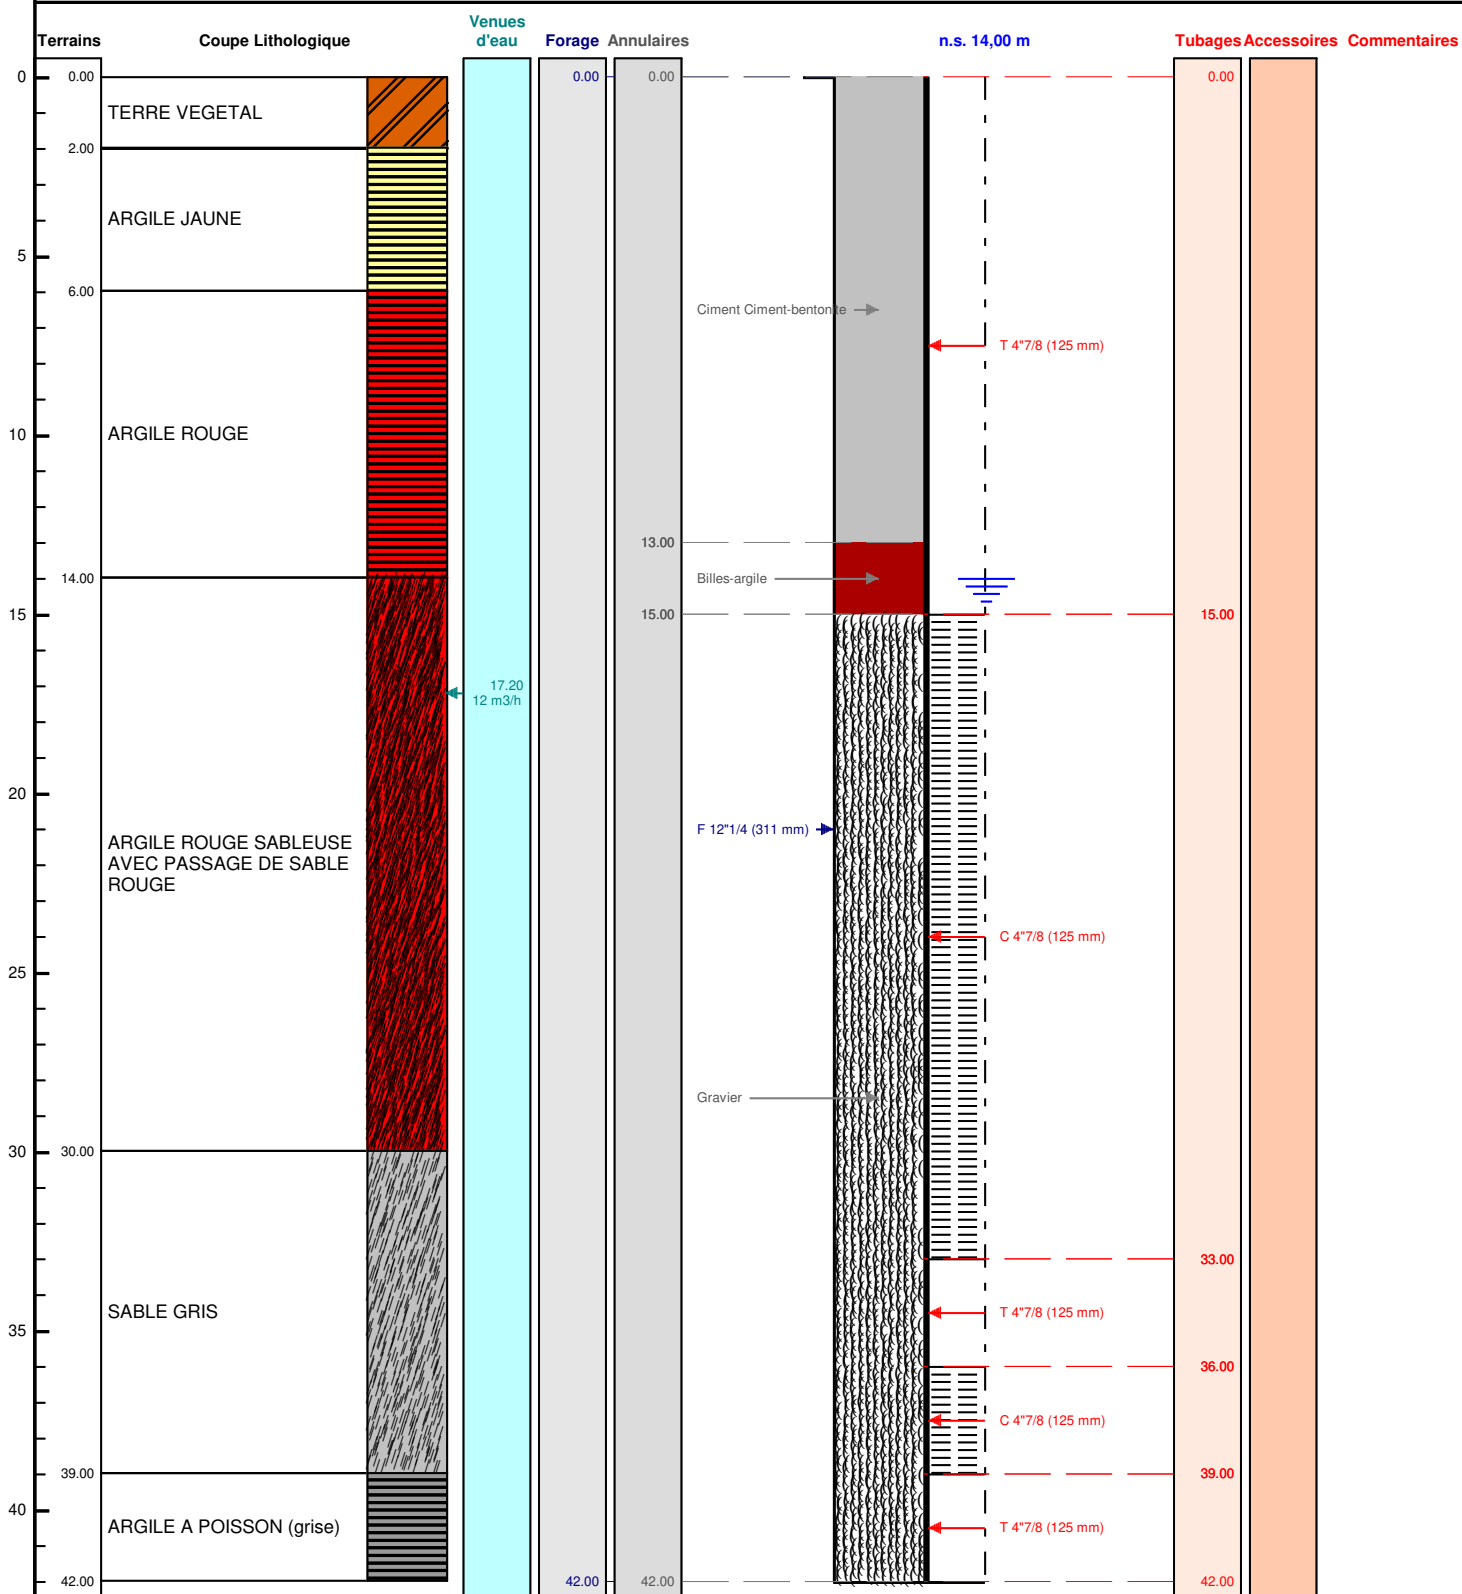 Venues
Terrains Coupe Lithologique d'eau Forage Annulaires n.s. 14,00 m Tubages Accessoires Commentaires
0 0.00 0.00 0.00 0.00
TERRE VEGETAL
2.00
ARGILE JAUNE
5
6.00
Ciment Ciment-bentonite
T 4"7/8 (125 mm)
10 ARGILE ROUGE
13.00
14.00 Billes-argile
15 15.00 15.00
17.20
12 m3/h
20
F 12"1/4 (311 mm)
ARGILE ROUGE SABLEUSE
AVEC PASSAGE DE SABLE
ROUGE
C 4"7/8 (125 mm)
25
Gravier
30 30.00
33.00
SABLE GRIS T 4"7/8 (125 mm)
35
36.00
C 4"7/8 (125 mm)
39.00 39.00
40
ARGILE A POISSON (grise) T 4"7/8 (125 mm)
42.00 42.00 42.00 42.00